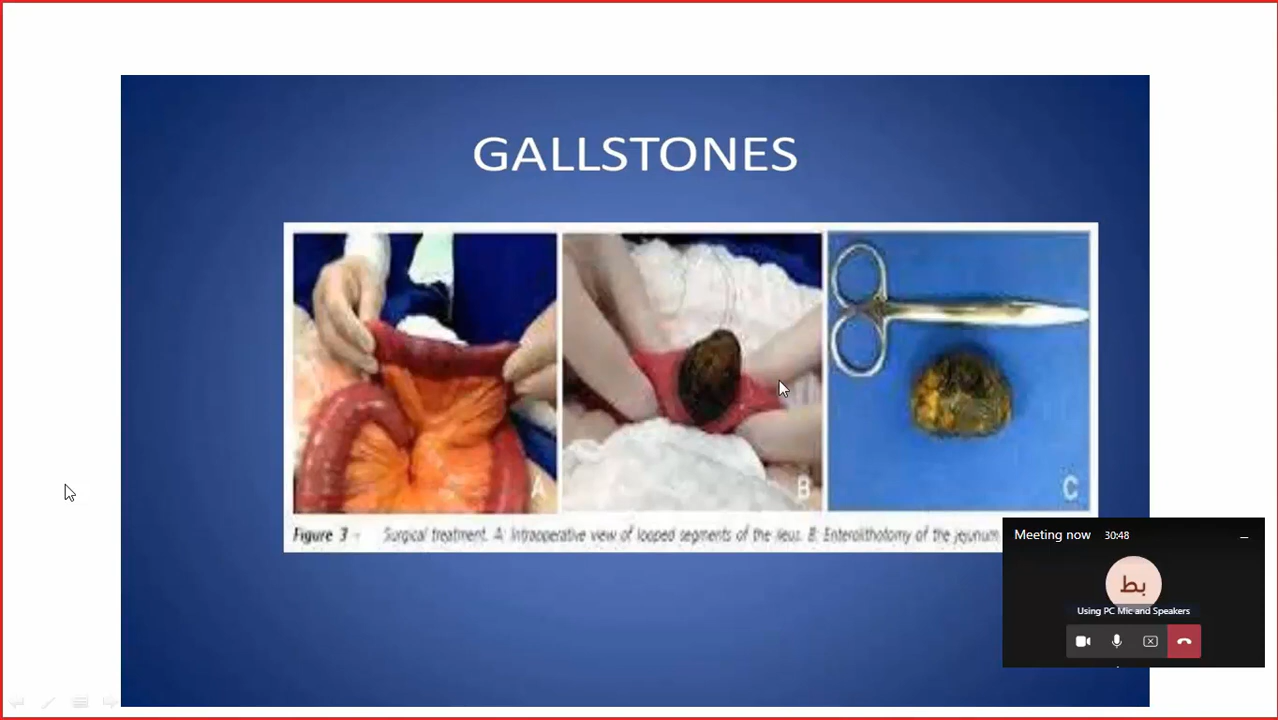 GALLSTONES
A
B
C
Figure 3 - Surgical treatment. A: Intraoperative view of looped segments of the ileus. B: Enterolithotomy of the jejunum
Meeting now 30:48
بط
Using PC Mic and Speakers